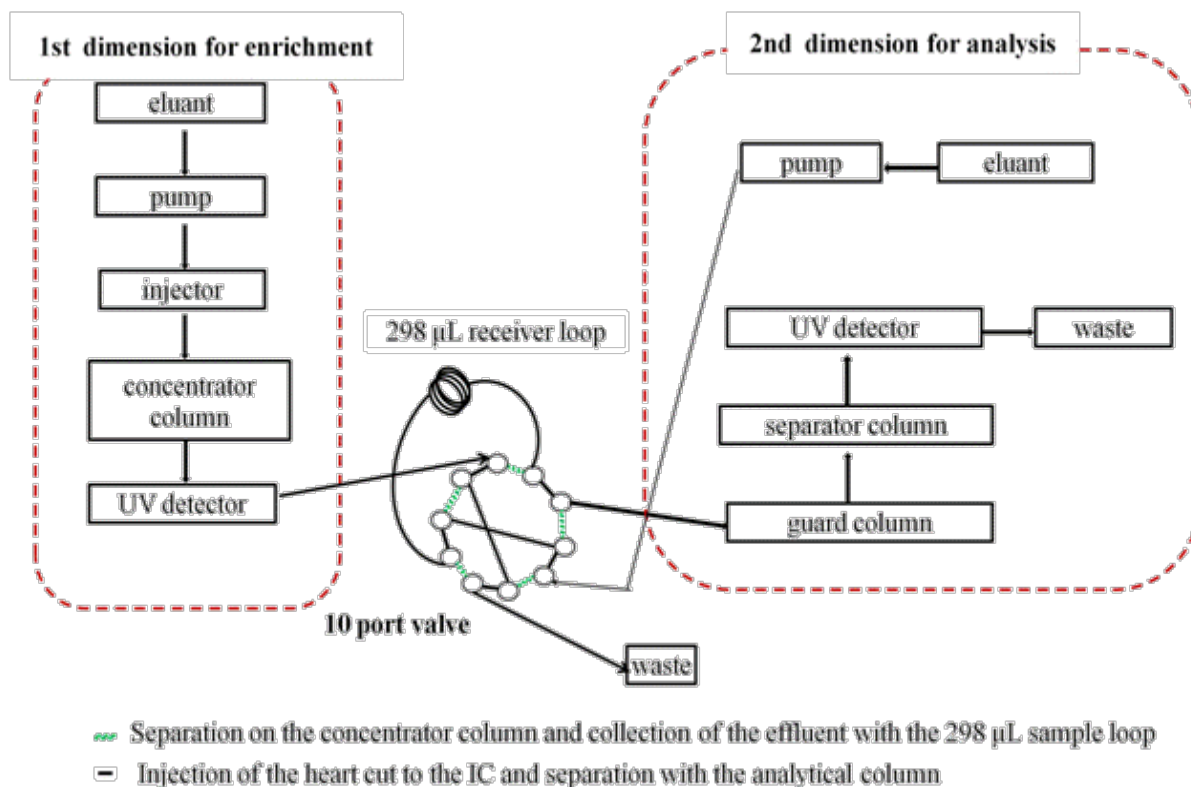 1st dimension for enrichment
eluant
pump
injector
concentrator
column
UV detector
298 μL receiver loop
10 port valve
waste
2nd dimension for analysis
pump
eluant
UV detector
waste
separator column
guard column
Separation on the concentrator column and collection of the effluent with the 298 μL sample loop
Injection of the heart cut to the IC and separation with the analytical column